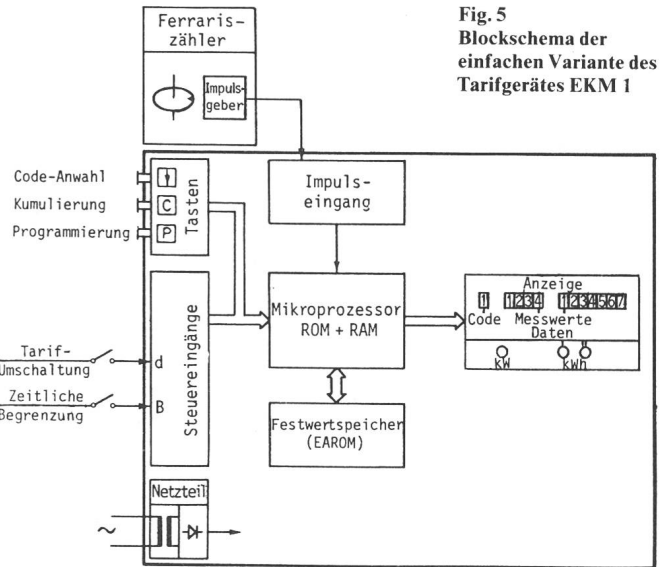 Fig. 5
Blockschema der
einfachen Variante des
Tarifgerätes EKM 1
Ferraris-
zähler
Impuls-
geber
Code-Anwahl
Kumulierung
C
Programmierung
P
Tasten
Impuls-
eingang
Mikroprozessor
ROM + RAM
Anzeige
1 1234 1234567
Code Messwerte
Daten
kW kWh
Steuereingänge
Tarif-
Umschaltung
d
Zeitliche
Begrenzung
B
Festwertspeicher
(EAROM)
Netzteil
~